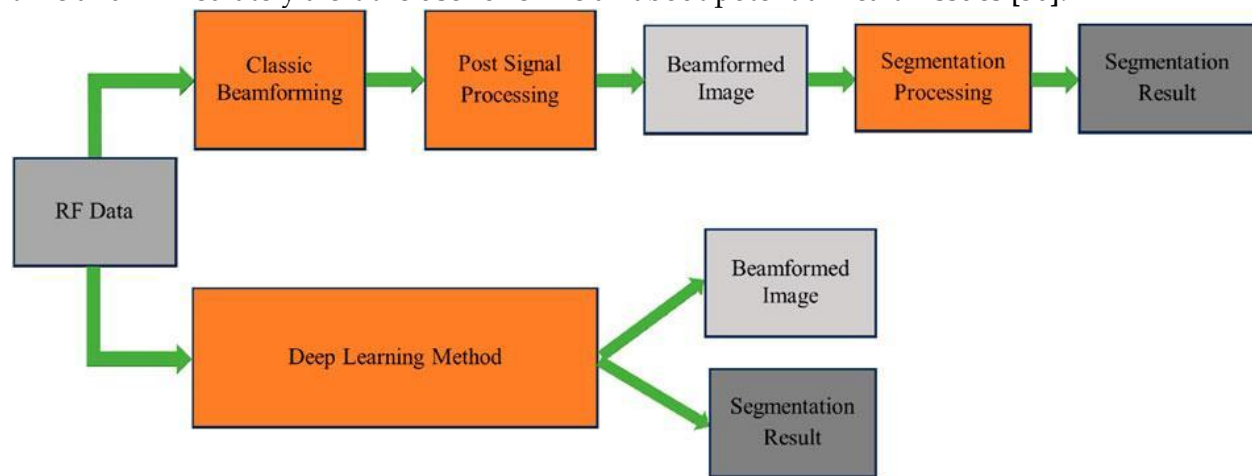 Classic
Beamforming
Post Signal
Processing
Beamformed
Image
Segmentation
Processing
Segmentation
Result
RF Data
Deep Learning Method
Beamformed
Image
Segmentation
Result